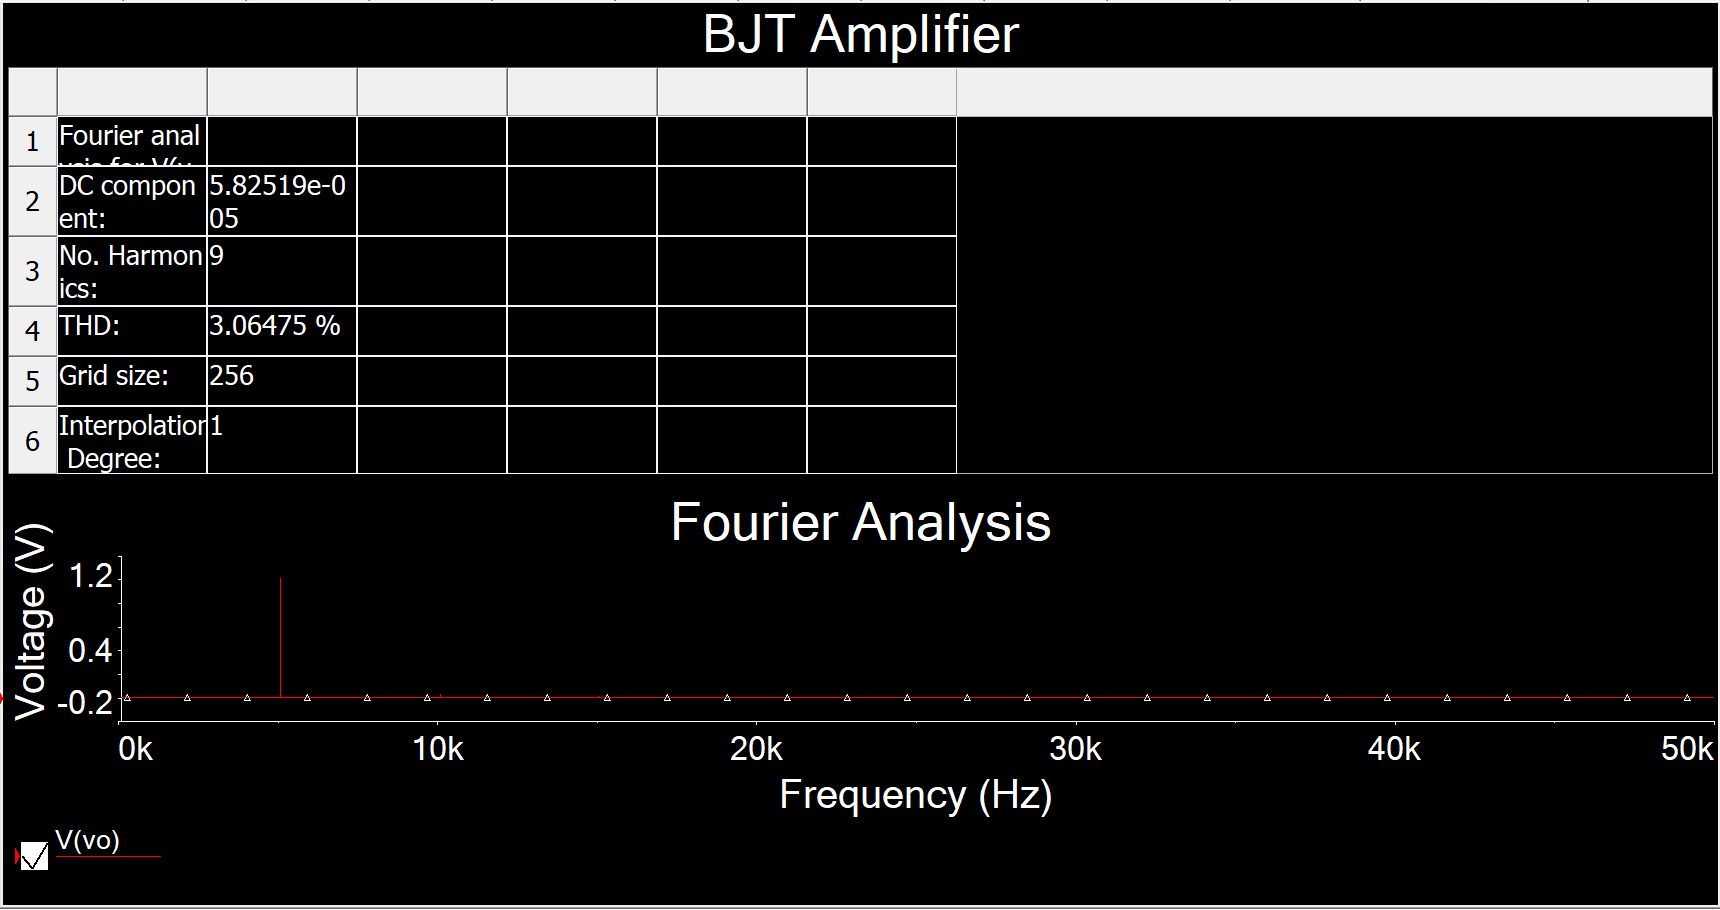 BJT Amplifier
1 Fourier anal
2 DC compon
ent: 5.82519e-0
05
3 No. Harmon
ics: 9
4 THD: 3.06475 %
5 Grid size: 256
6 Interpolation 1
Degree:
Fourier Analysis
Voltage (V)
1.2
0.4
-0.2
0k 10k 20k 30k 40k 50k
Frequency (Hz)
V(vo)